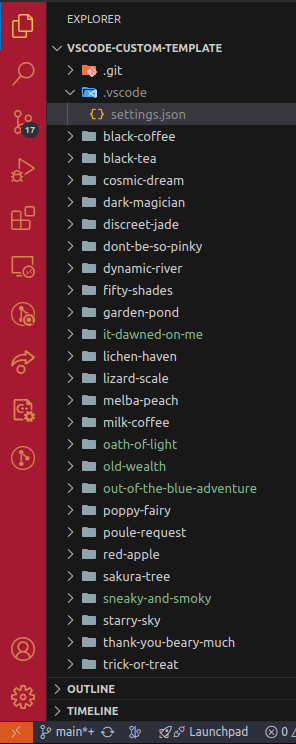 EXPLORER
VSCODE-CUSTOM-TEMPLATE
.git
.vscode
{} settings.json
17
black-coffee
black-tea
cosmic-dream
dark-magician
discreet-jade
dont-be-so-pinky
dynamic-river
fifty-shades
garden-pond
it-dawned-on-me
lichen-haven
lizard-scale
melba-peach
milk-coffee
oath-of-light
old-wealth
out-of-the-blue-adventure
poppy-fairy
poule-request
red-apple
sakura-tree
sneaky-and-smoky
starry-sky
thank-you-beary-much
trick-or-treat
OUTLINE
TIMELINE
main*+ Launchpad 0